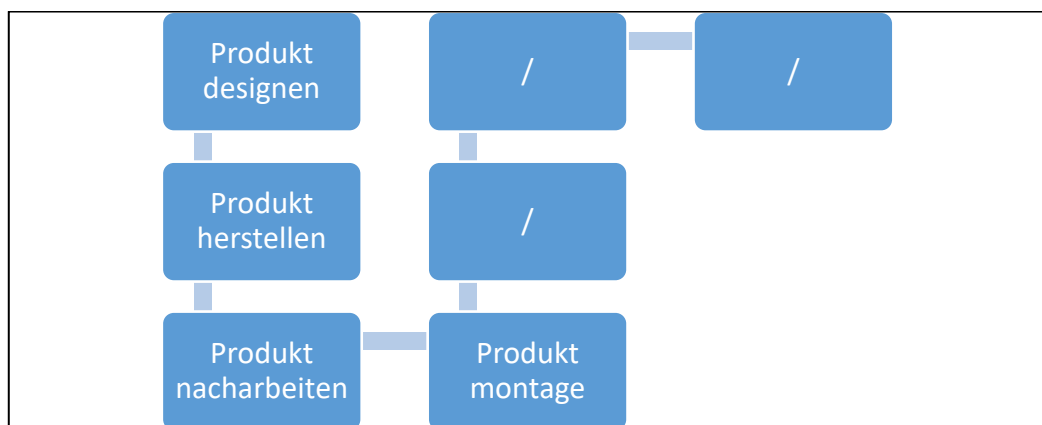 Produkt
designen
/
/
Produkt
herstellen
/
Produkt
nacharbeiten
Produkt
montage